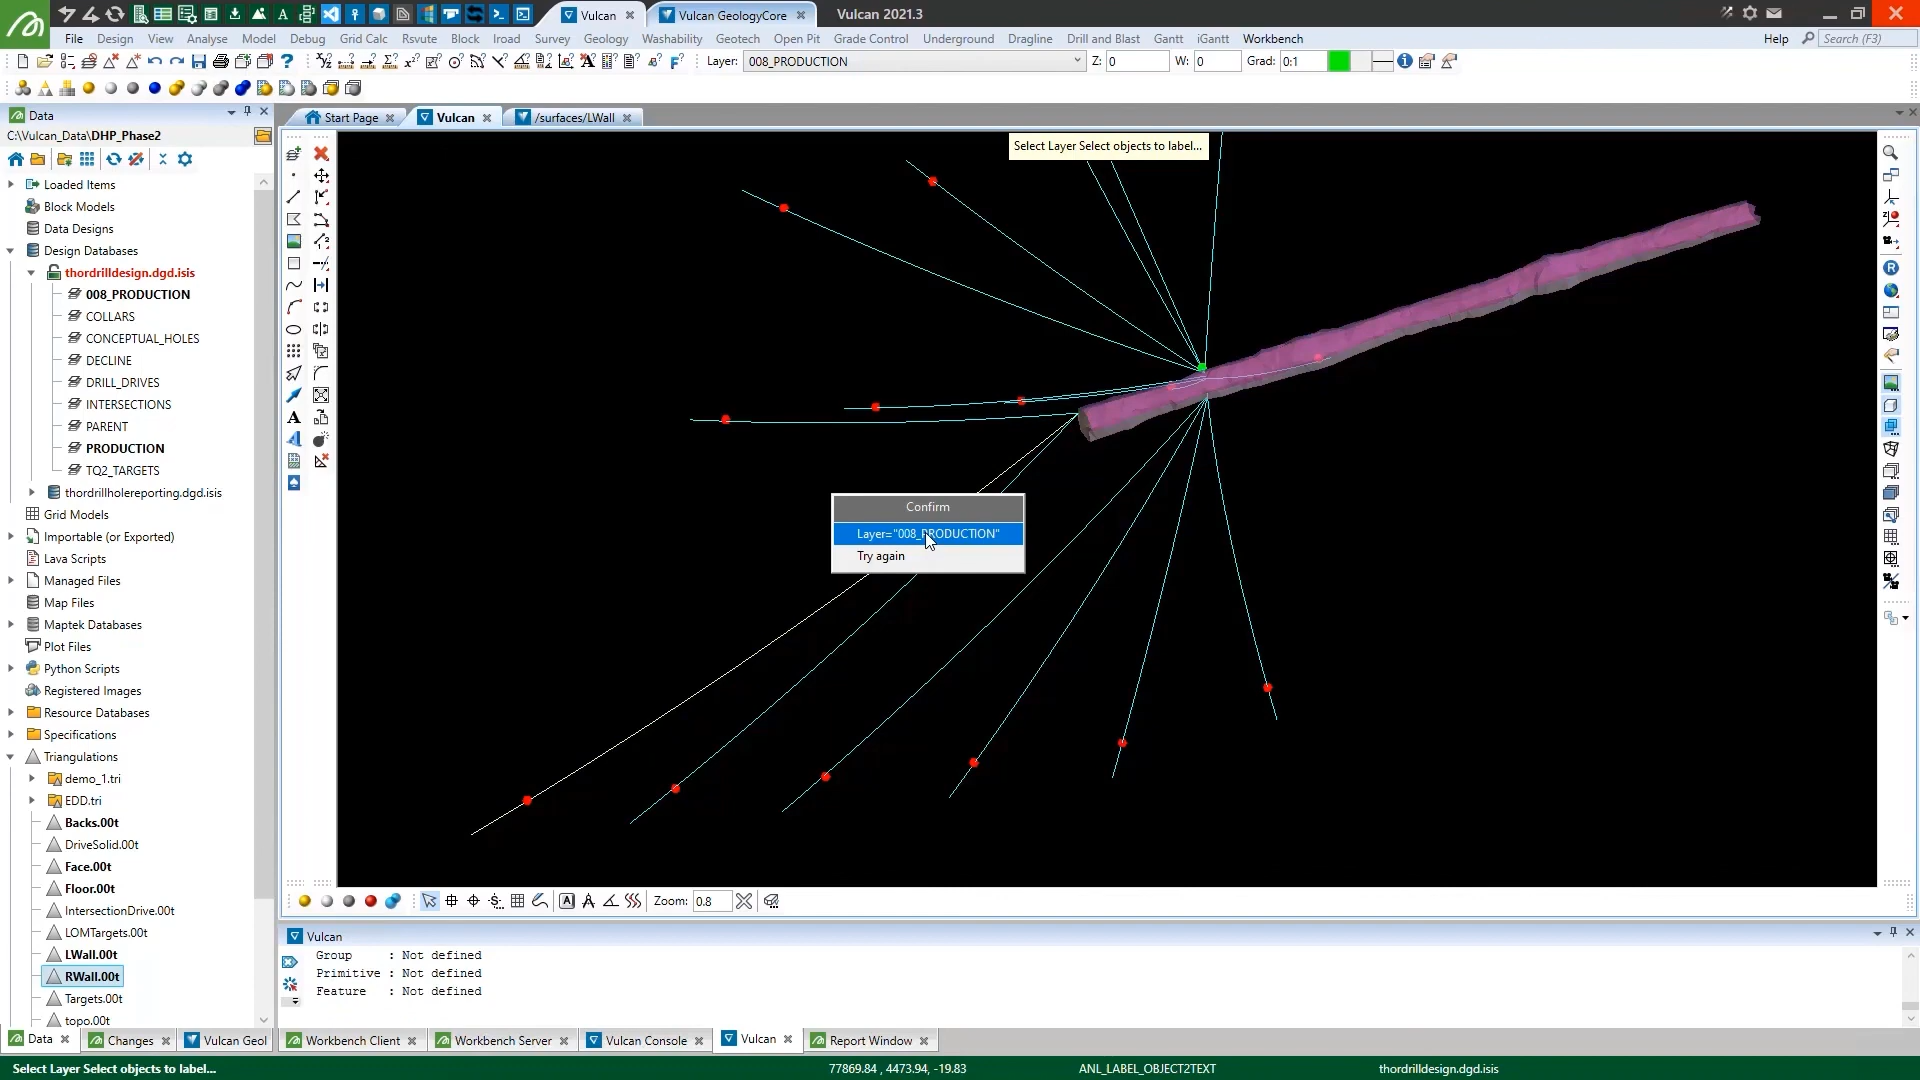 Vulcan
Vulcan GeologyCore
Vulcan 2021.3
File Design View Analyse Model Debug Grid Calc Rsvute Block Iroad Survey Geology Washability Geotech Open Pit Grade Control Underground Dragline Drill and Blast Gantt iGantt Workbench Help Search (F3)
Layer: 008_PRODUCTION Z: 0 W: 0 Grad: 0:1
Data
C:\Vulcan_Data\DHP_Phase2
Start Page Vulcan /surfaces/LWall
Select Layer Select objects to label...
Loaded Items
Block Models
Data Designs
Design Databases
thordrilldesign.dgd.isis
008_PRODUCTION
COLLARS
CONCEPTUAL_HOLES
DECLINE
DRILL_DRIVES
INTERSECTIONS
PARENT
PRODUCTION
TQ2_TARGETS
thordrillholereporting.dgd.isis
Grid Models
Importable (or Exported)
Lava Scripts
Managed Files
Map Files
Maptek Databases
Plot Files
Python Scripts
Registered Images
Resource Databases
Specifications
Triangulations
demo_1.tri
EDD.tri
Backs.00t
DriveSolid.00t
Face.00t
Floor.00t
IntersectionDrive.00t
LOMTargets.00t
LWall.00t
RWall.00t
Targets.00t
topo.00t
Confirm
Layer="008_PRODUCTION"
Try again
Zoom: 0.8
Vulcan
Group : Not defined
Primitive : Not defined
Feature : Not defined
Data Changes Vulcan Geol Workbench Client Workbench Server Vulcan Console Vulcan Report Window
Select Layer Select objects to label... 77869.84 , 4473.94, -19.83 ANL_LABEL_OBJECT2TEXT thordrilldesign.dgd.isis